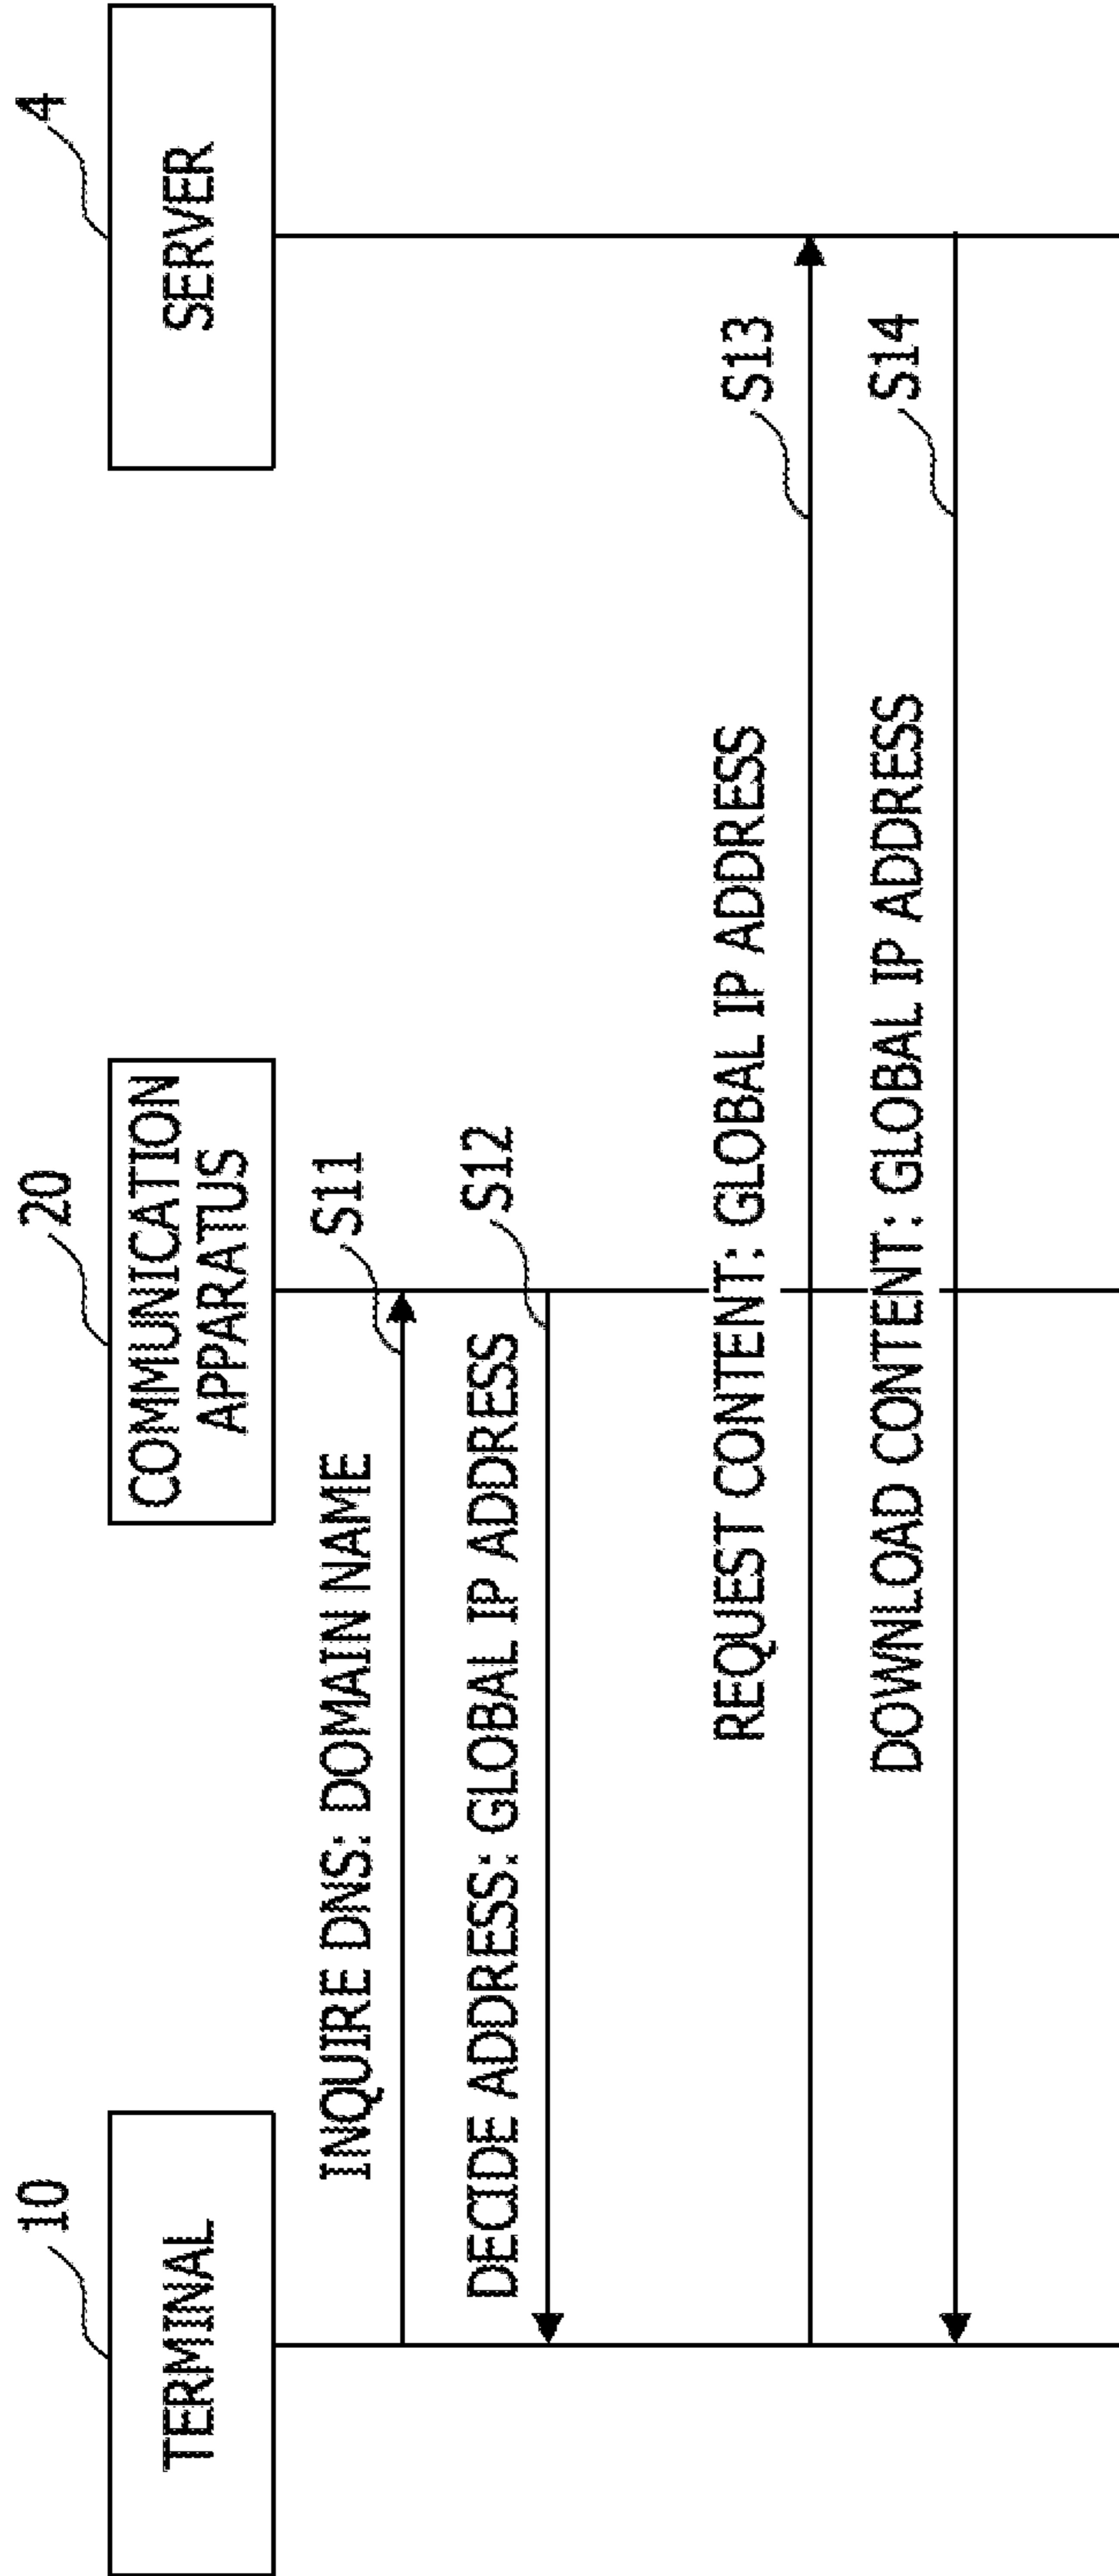 10
20
4
TERMINAL
COMMUNICATION
APPARATUS
SERVER
INQUIRE DNS: DOMAIN NAME
S11
DECIDE ADDRESS: GLOBAL IP ADDRESS
S12
REQUEST CONTENT: GLOBAL IP ADDRESS
S13
DOWNLOAD CONTENT: GLOBAL IP ADDRESS
S14